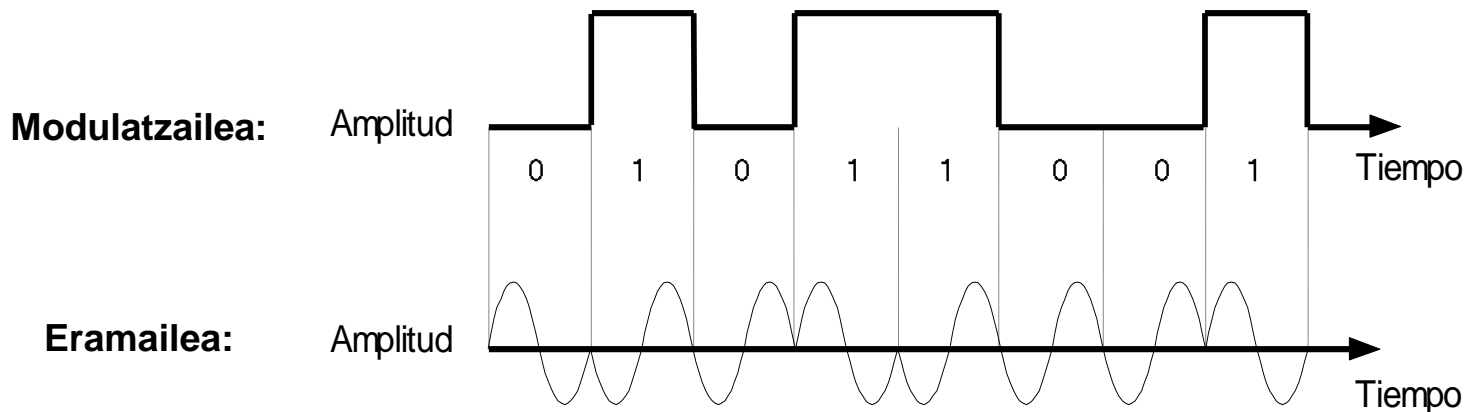 Modulatzailea:
Amplitud
0 1 0 1 1 0 0 1
Tiempo
Eramailea:
Amplitud
Tiempo